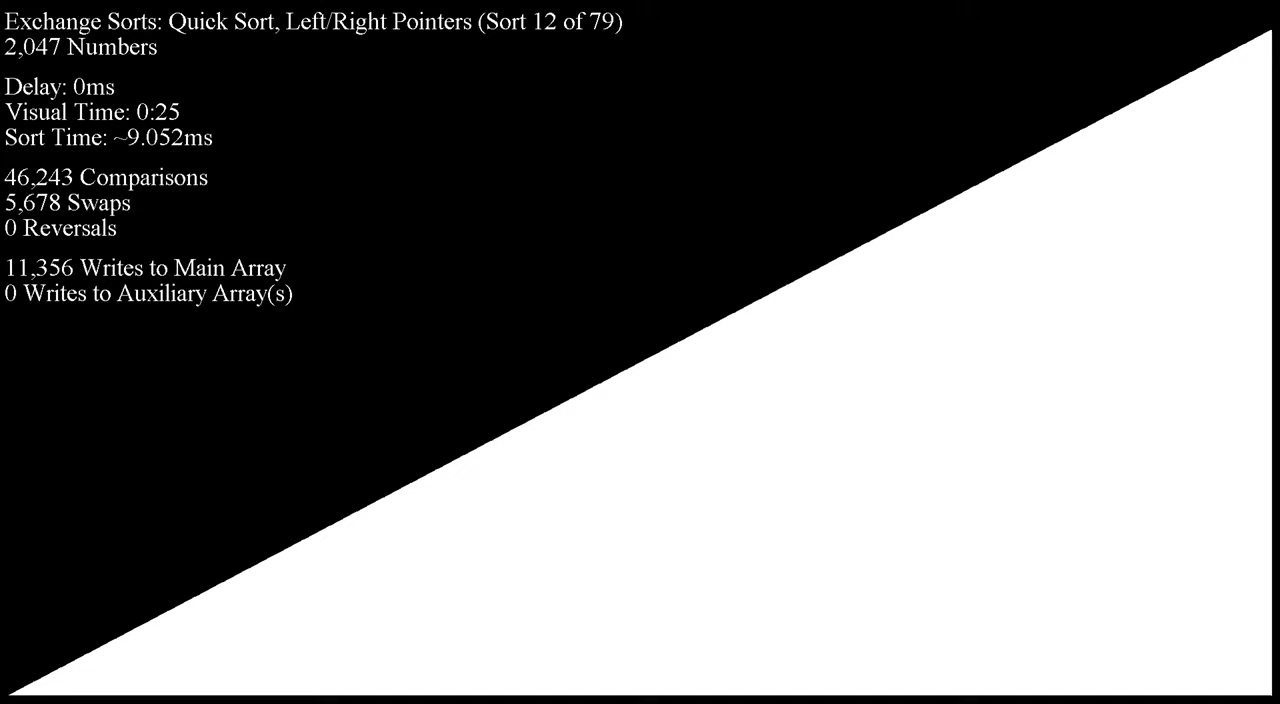 Exchange Sorts: Quick Sort, Left/Right Pointers (Sort 12 of 79)
2,047 Numbers
Delay: 0ms
Visual Time: 0:25
Sort Time: ~9.052ms
46,243 Comparisons
5,678 Swaps
0 Reversals
11,356 Writes to Main Array
0 Writes to Auxiliary Array(s)